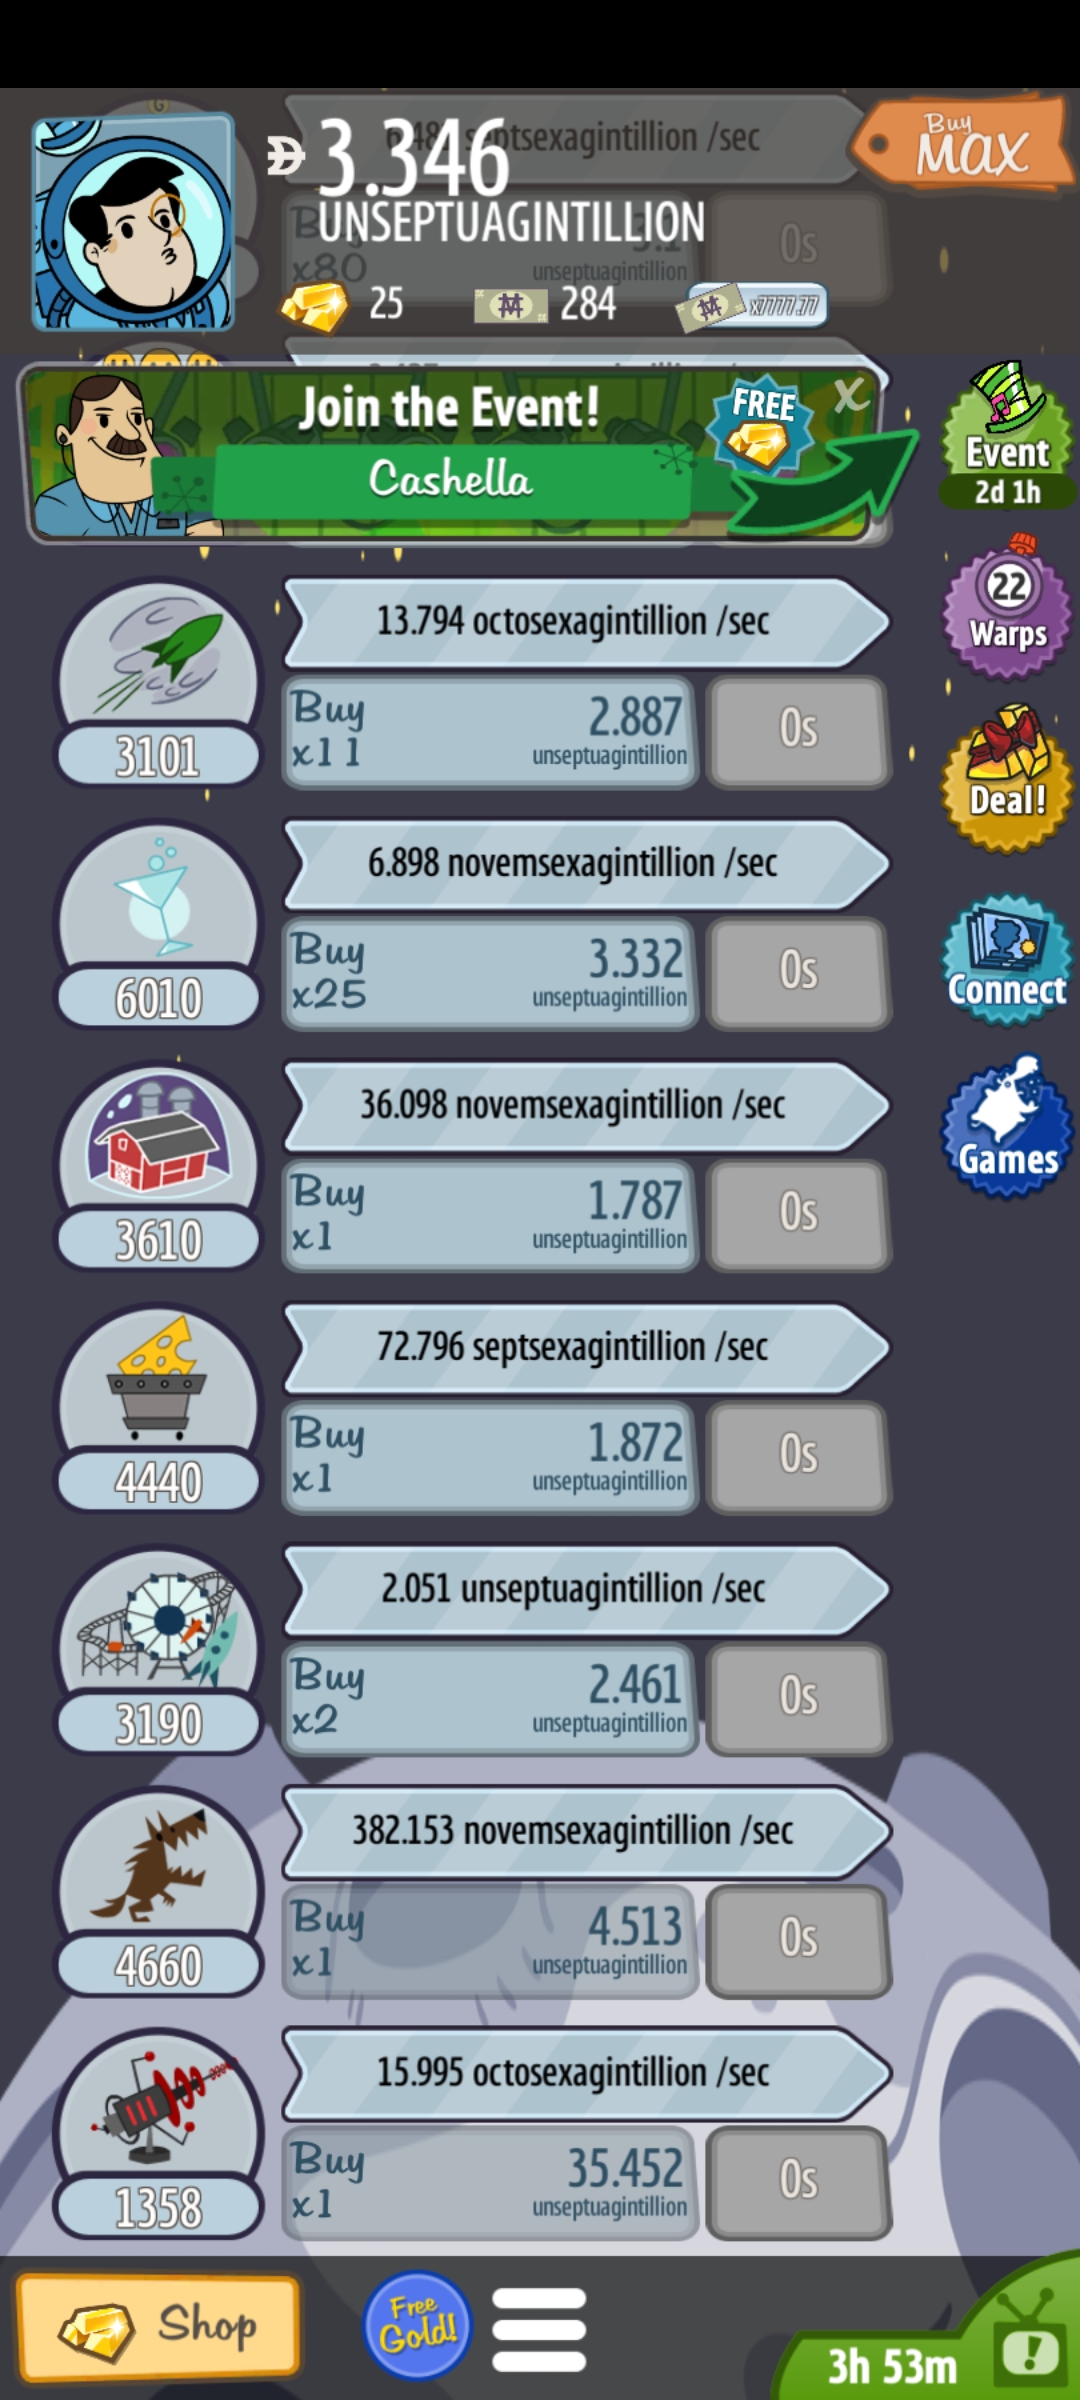 3.346
UNSEPTUAGINTILLION
25
284
x7777.77
Buy
MAX
septsexagintillion /sec
x80
3.1
unseptuagintillion
0s
Join the Event!
Cashella
FREE
X
Event
2d 1h
22
Warps
Deal!
Connect
Games
13.794 octosexagintillion /sec
Buy
x11
2.887
unseptuagintillion
0s
3101
6.898 novemsexagintillion /sec
Buy
x25
3.332
unseptuagintillion
0s
6010
36.098 novemsexagintillion /sec
Buy
x1
1.787
unseptuagintillion
0s
3610
72.796 septsexagintillion /sec
Buy
x1
1.872
unseptuagintillion
0s
4440
2.051 unseptuagintillion /sec
Buy
x2
2.461
unseptuagintillion
0s
3190
382.153 novemsexagintillion /sec
Buy
x1
4.513
unseptuagintillion
0s
4660
15.995 octosexagintillion /sec
Buy
x1
35.452
unseptuagintillion
0s
1358
Shop
Free
Gold!
3h 53m
!